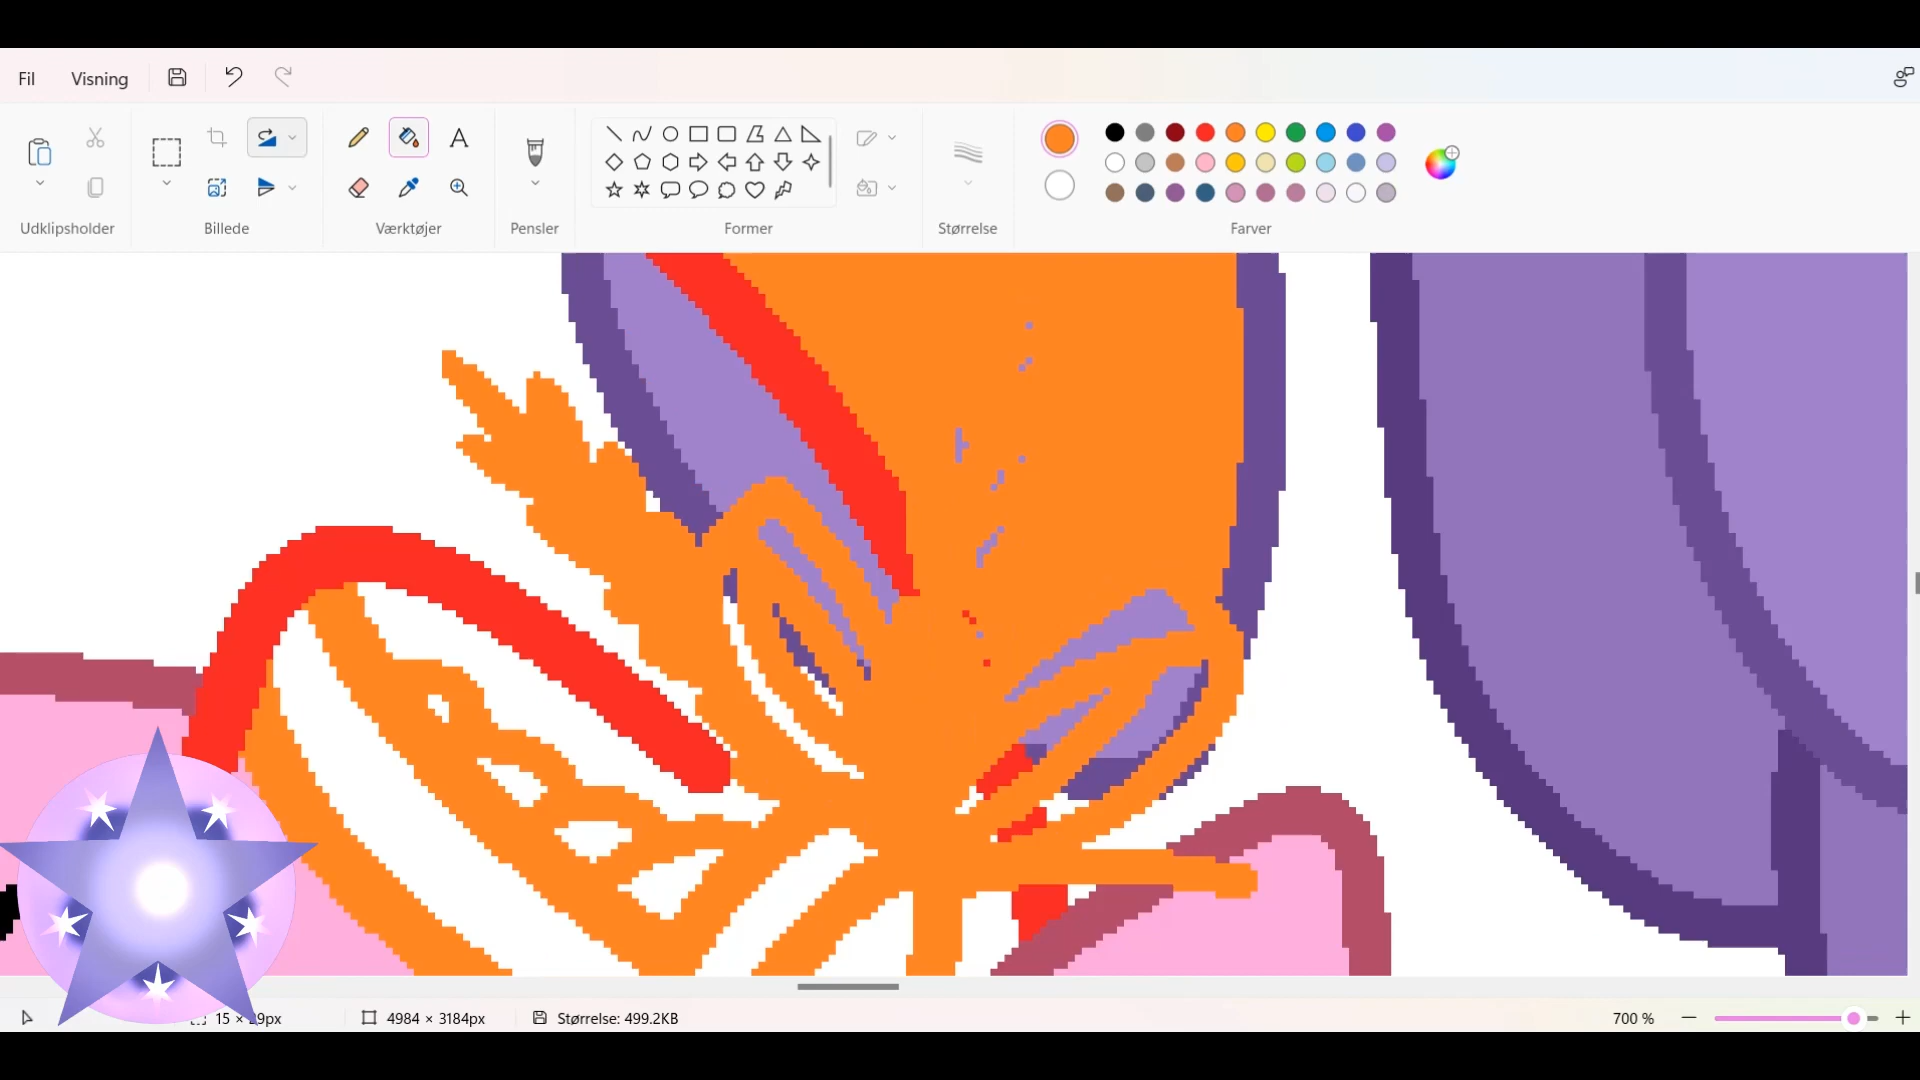 Fil Visning
A
Udklipsholder Billede Værktøjer Pensler Former Størrelse Farver
4984 × 3184px Størrelse: 499.2KB 700 %